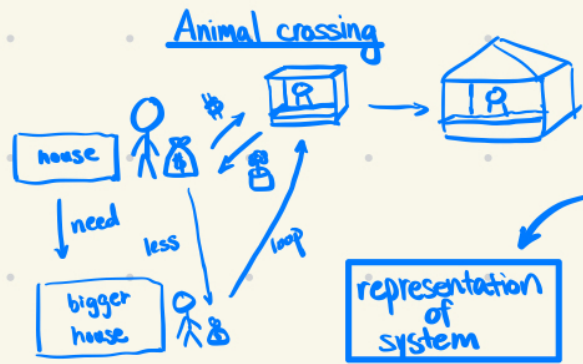 Animal crossing
$
house
$
need
less
loop
bigger
house
representation
of
system